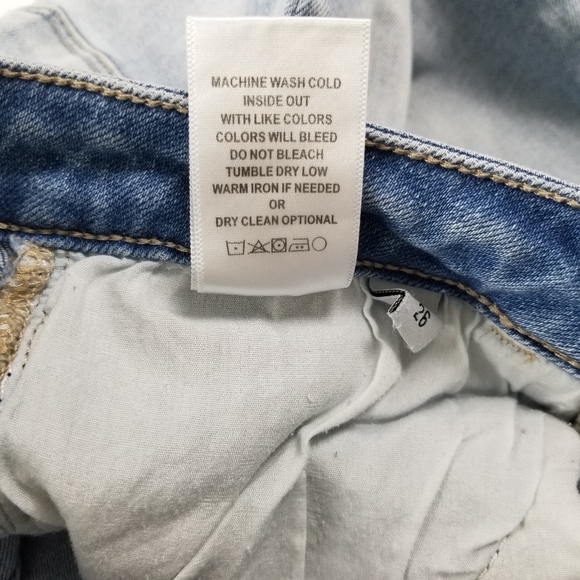 MACHINE WASH COLD
INSIDE OUT
WITH LIKE COLORS
COLORS WILL BLEED
DO NOT BLEACH
TUMBLE DRY LOW
WARM IRON IF NEEDED
OR
DRY CLEAN OPTIONAL
26